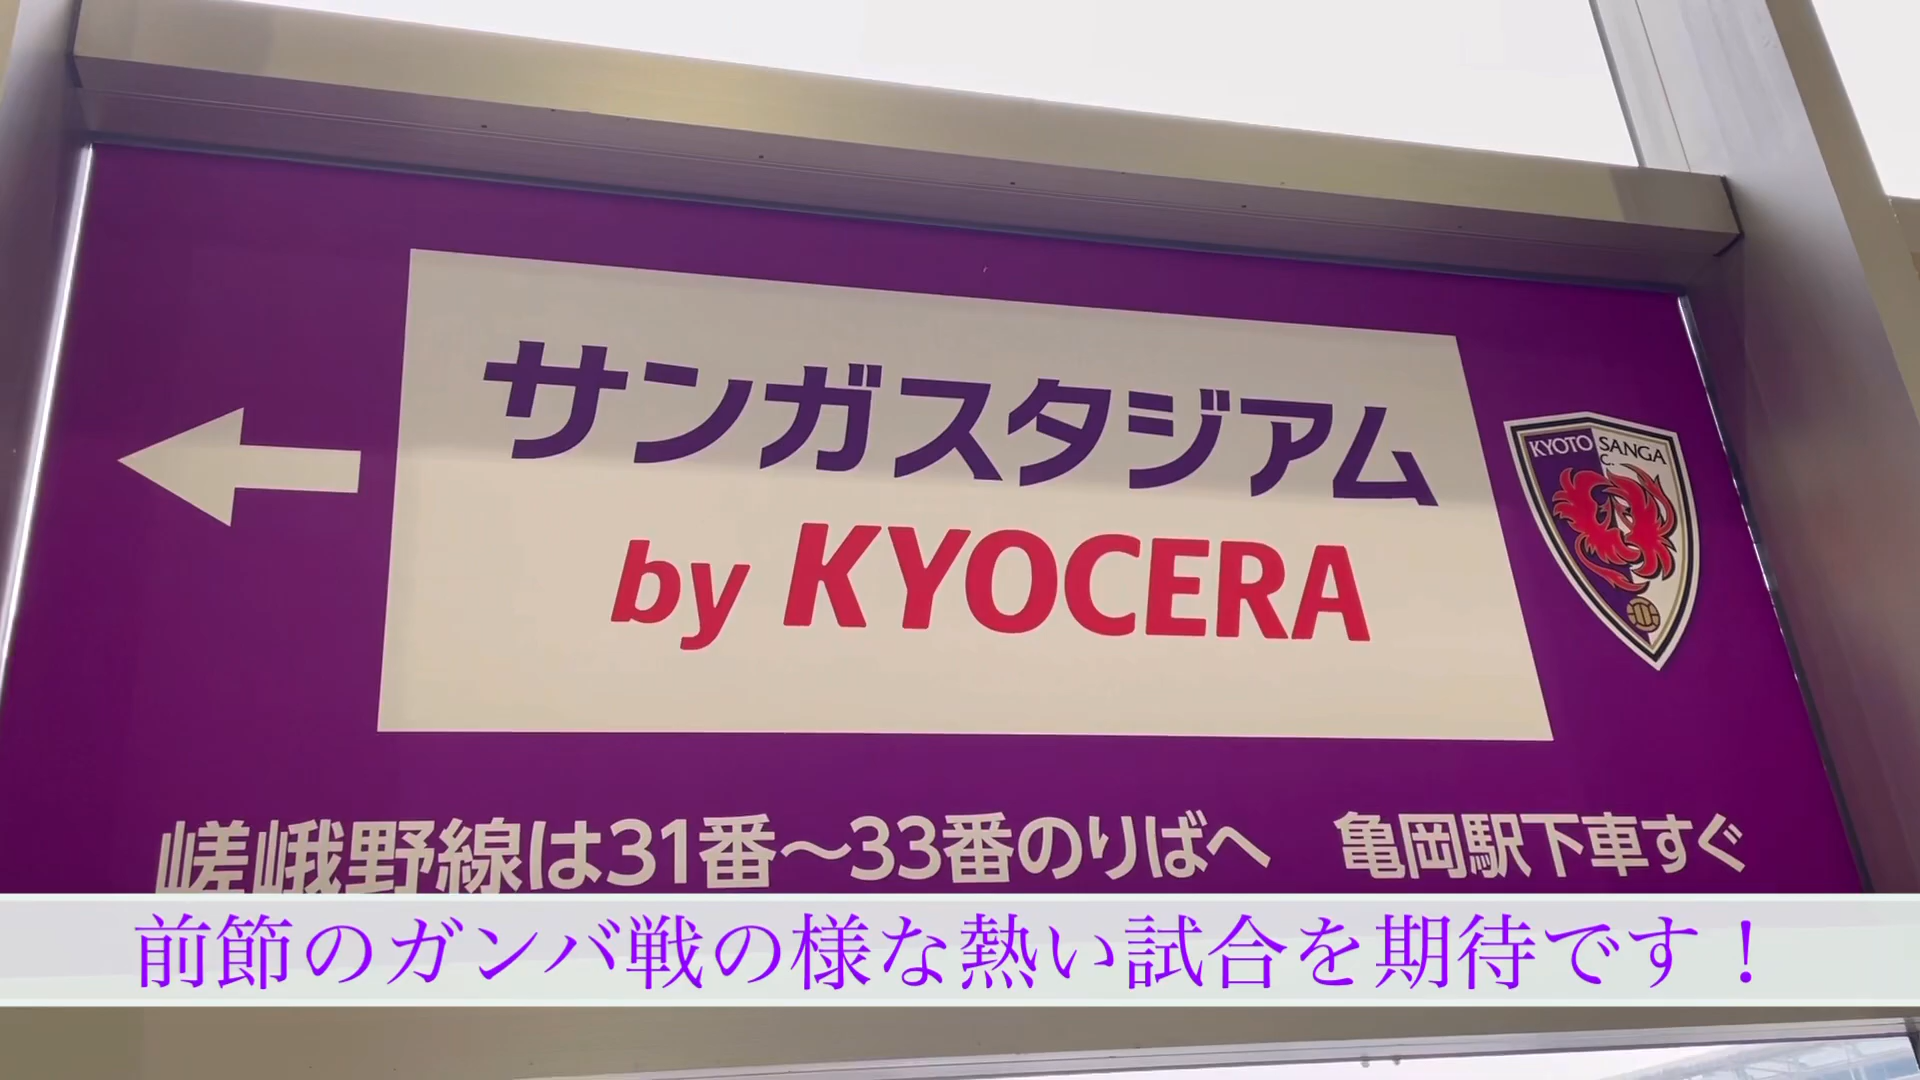 サンガスタジアム
by KYOCERA
KYOTO SANGA
嵯峨野線は31番〜33番のりばへ 亀岡駅下車すぐ
前節のガンバ戦の様な熱い試合を期待です！